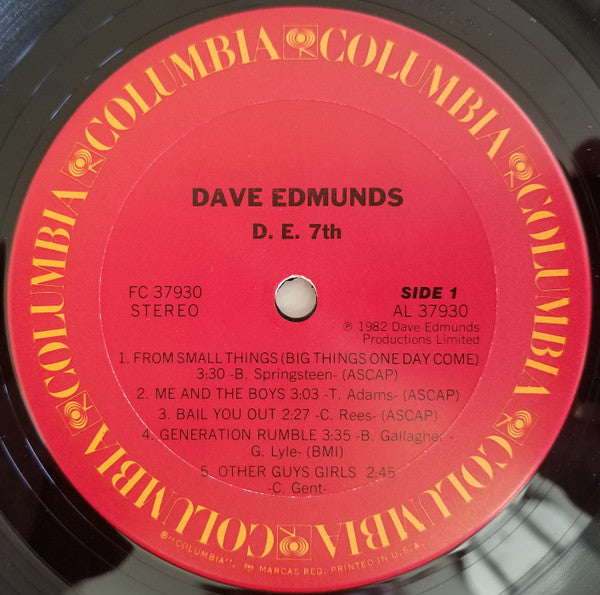 COLUMBIA COLUMBIA COLUMBIA COLUMBIA COLUMBIA COLUMBIA COLUMBIA COLUMBIA
DAVE EDMUNDS
D. E. 7th
FC 37930
STEREO
SIDE 1
AL 37930
℗ 1982 Dave Edmunds
Productions Limited
1. FROM SMALL THINGS (BIG THINGS ONE DAY COME)
3:30 -B. Springsteen- (ASCAP)
2. ME AND THE BOYS 3:03 -T. Adams- (ASCAP)
3. BAIL YOU OUT 2:27 -C. Rees- (ASCAP)
4. GENERATION RUMBLE 3:35 -B. Gallagher -
G. Lyle- (BMI)
5. OTHER GUYS GIRLS 2:45
-C. Gent-
®"COLUMBIA", MARCAS REG. PRINTED IN U.S.A.